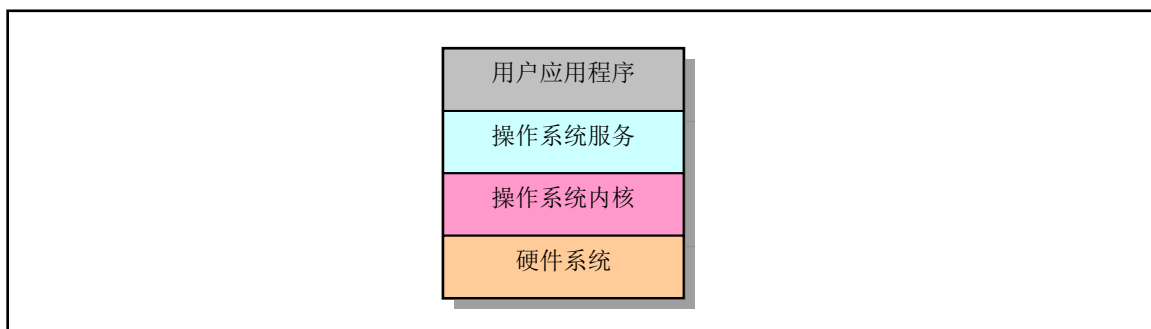 用户应用程序
操作系统服务
操作系统内核
硬件系统